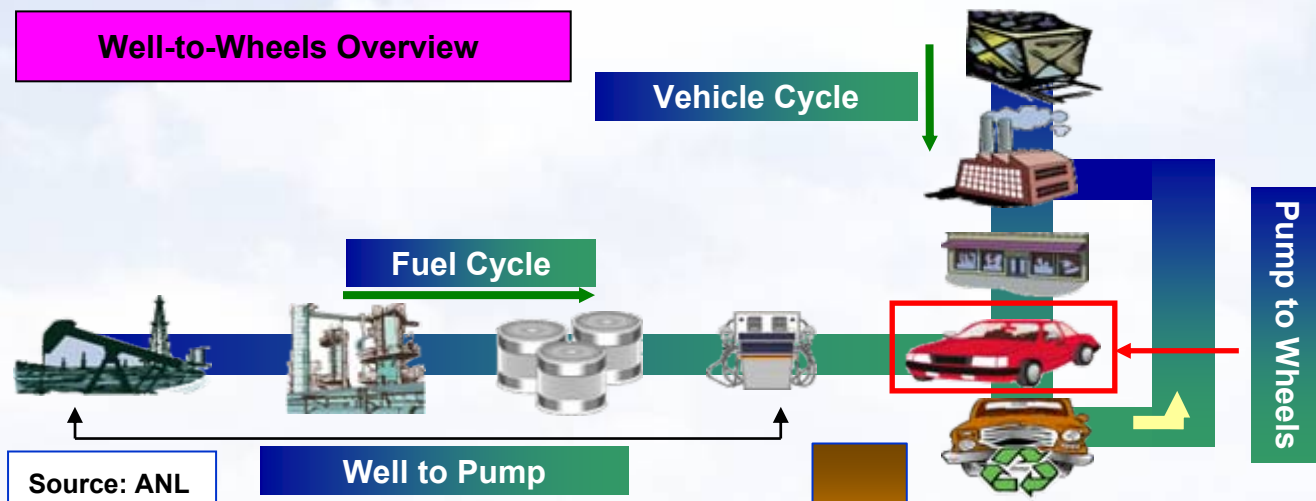 Well-to-Wheels Overview
Vehicle Cycle
Fuel Cycle
Pump to Wheels
Well to Pump
Source: ANL